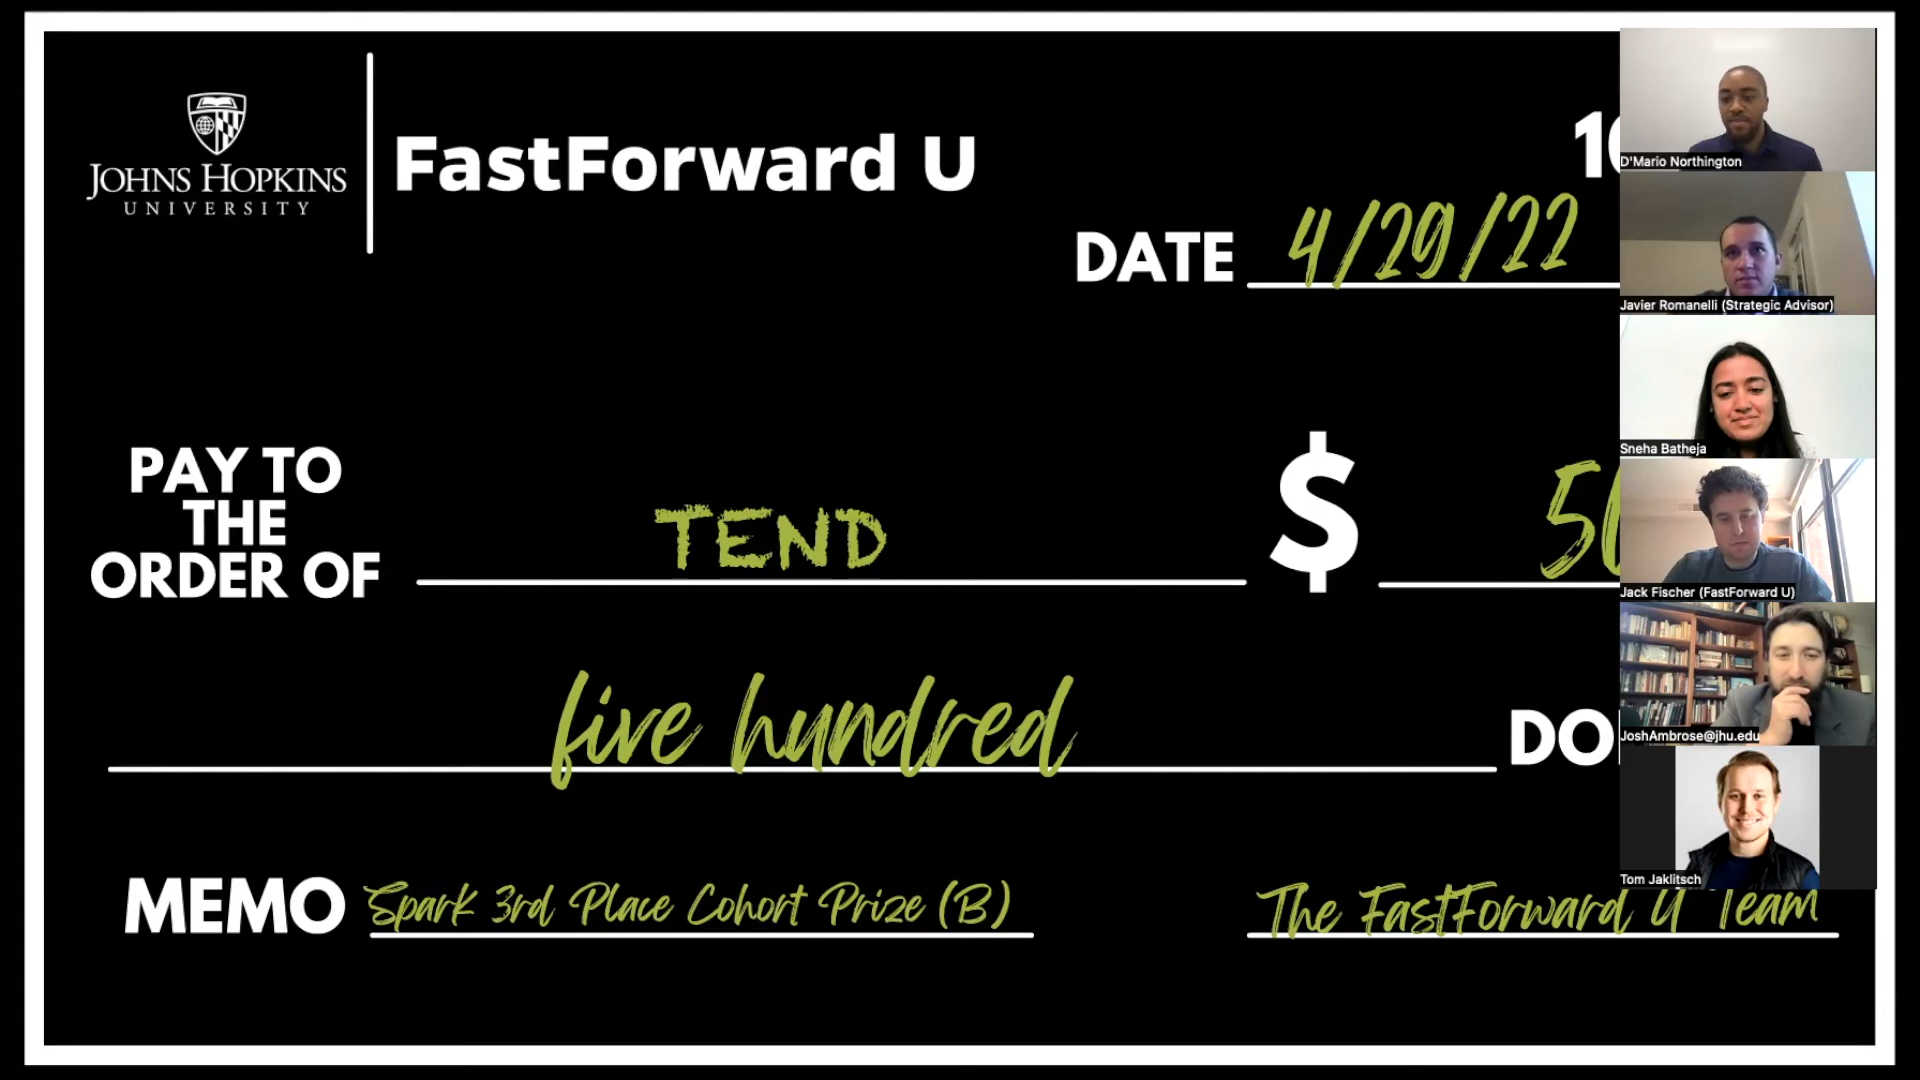 JOHNS HOPKINS
UNIVERSITY
FastForward U
DATE 4/29/22
PAY TO
THE
ORDER OF
TEND
$
five hundred
MEMO Spark 3rd Place Cohort Prize (B)
The FastForward U Team
D'Mario Northington
Javier Romanelli (Strategic Advisor)
Sneha Batheja
Jack Fischer (FastForward U)
JoshAmbrose@jhu.edu
Tom Jaklitsch